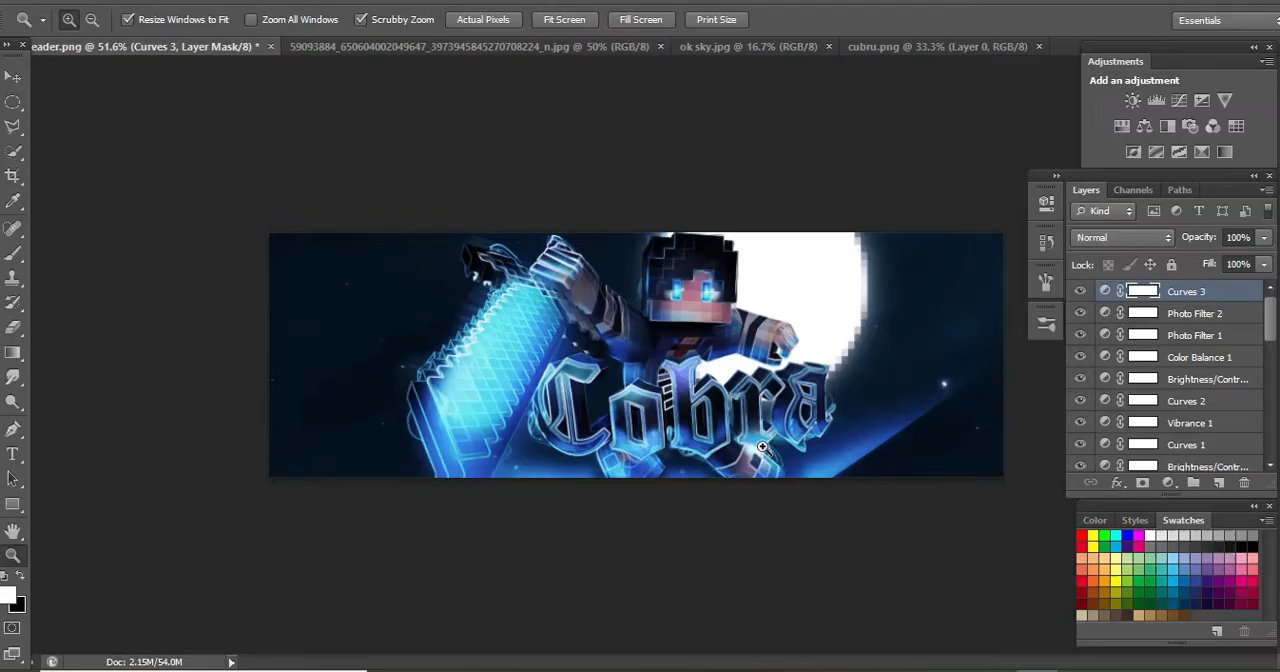 Resize Windows to Fit Zoom All Windows Scrubby Zoom Actual Pixels Fit Screen Fill Screen Print Size Essentials
eader.png @ 51.6% (Curves 3, Layer Mask/8) * × 59093884_650604002049647_3973945845270708224_n.jpg @ 50% (RGB/8) × ok sky.jpg @ 16.7% (RGB/8) × cubru.png @ 33.3% (Layer 0, RGB/8) ×
Adjustments
Add an adjustment
Layers Channels Paths
Kind
Normal Opacity: 100%
Lock: Fill: 100%
Curves 3
Photo Filter 2
Photo Filter 1
Color Balance 1
Brightness/Contr...
Curves 2
Vibrance 1
Curves 1
Brightness/Contr...
Cobra
fx
Color Styles Swatches
Doc: 2.15M/54.0M